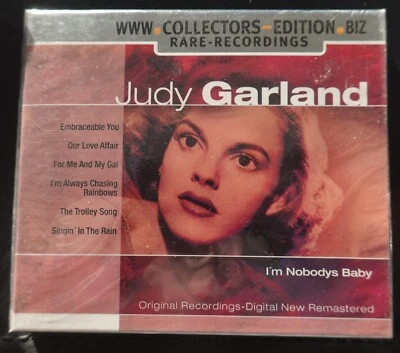 WWW.COLLECTORS-EDITION.BIZ
RARE-RECORDINGS
Judy Garland
Embraceable You
Our Love Affair
For Me And My Gal
I'm Always Chasing
Rainbows
The Trolley Song
Singin' In The Rain
I'm Nobodys Baby
Original Recordings-Digital New Remastered